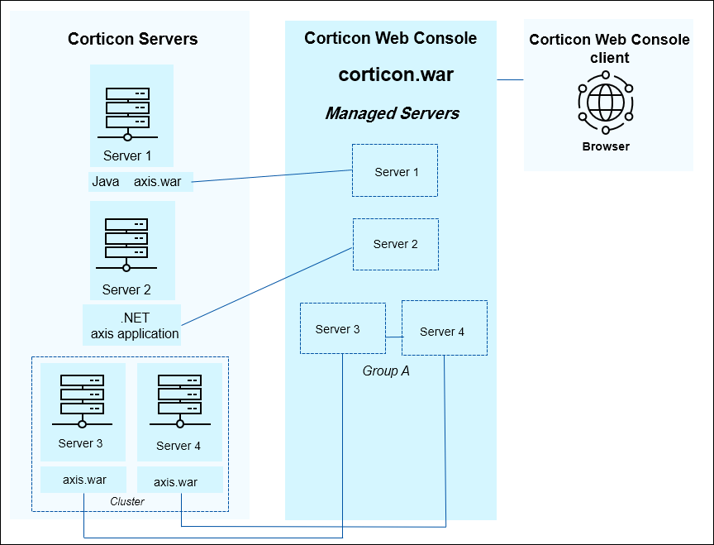 Corticon Servers
Server 1
Java axis.war
Server 2
.NET
axis application
Server 3
Server 4
axis.war
axis.war
Cluster
Corticon Web Console
corticon.war
Managed Servers
Server 1
Server 2
Server 3
Server 4
Group A
Corticon Web Console
client
Browser